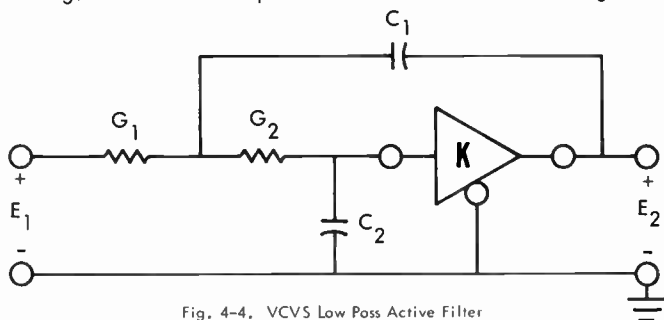 C1
G1
G2
K
+
E1
-
C2
+
E2
-
Fig. 4-4. VCVS Low Pass Active Filter